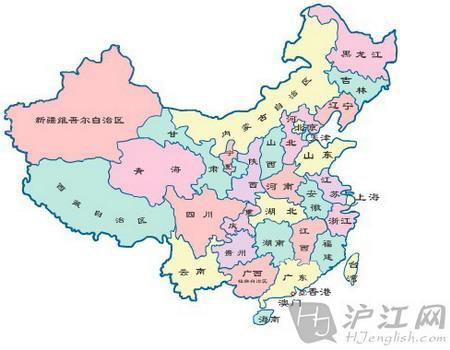 黑龙江
吉林
辽宁
内蒙古自治区
新疆维吾尔自治区
甘肃
北京
天津
河北
山西
山东
宁夏
青海
陕西
河南
江苏
安徽
上海
西藏自治区
四川
重庆
湖北
浙江
湖南
江西
福建
贵州
云南
广西
壮族自治区
广东
台湾
香港
澳门
海南
沪江网
Hjenglish.com